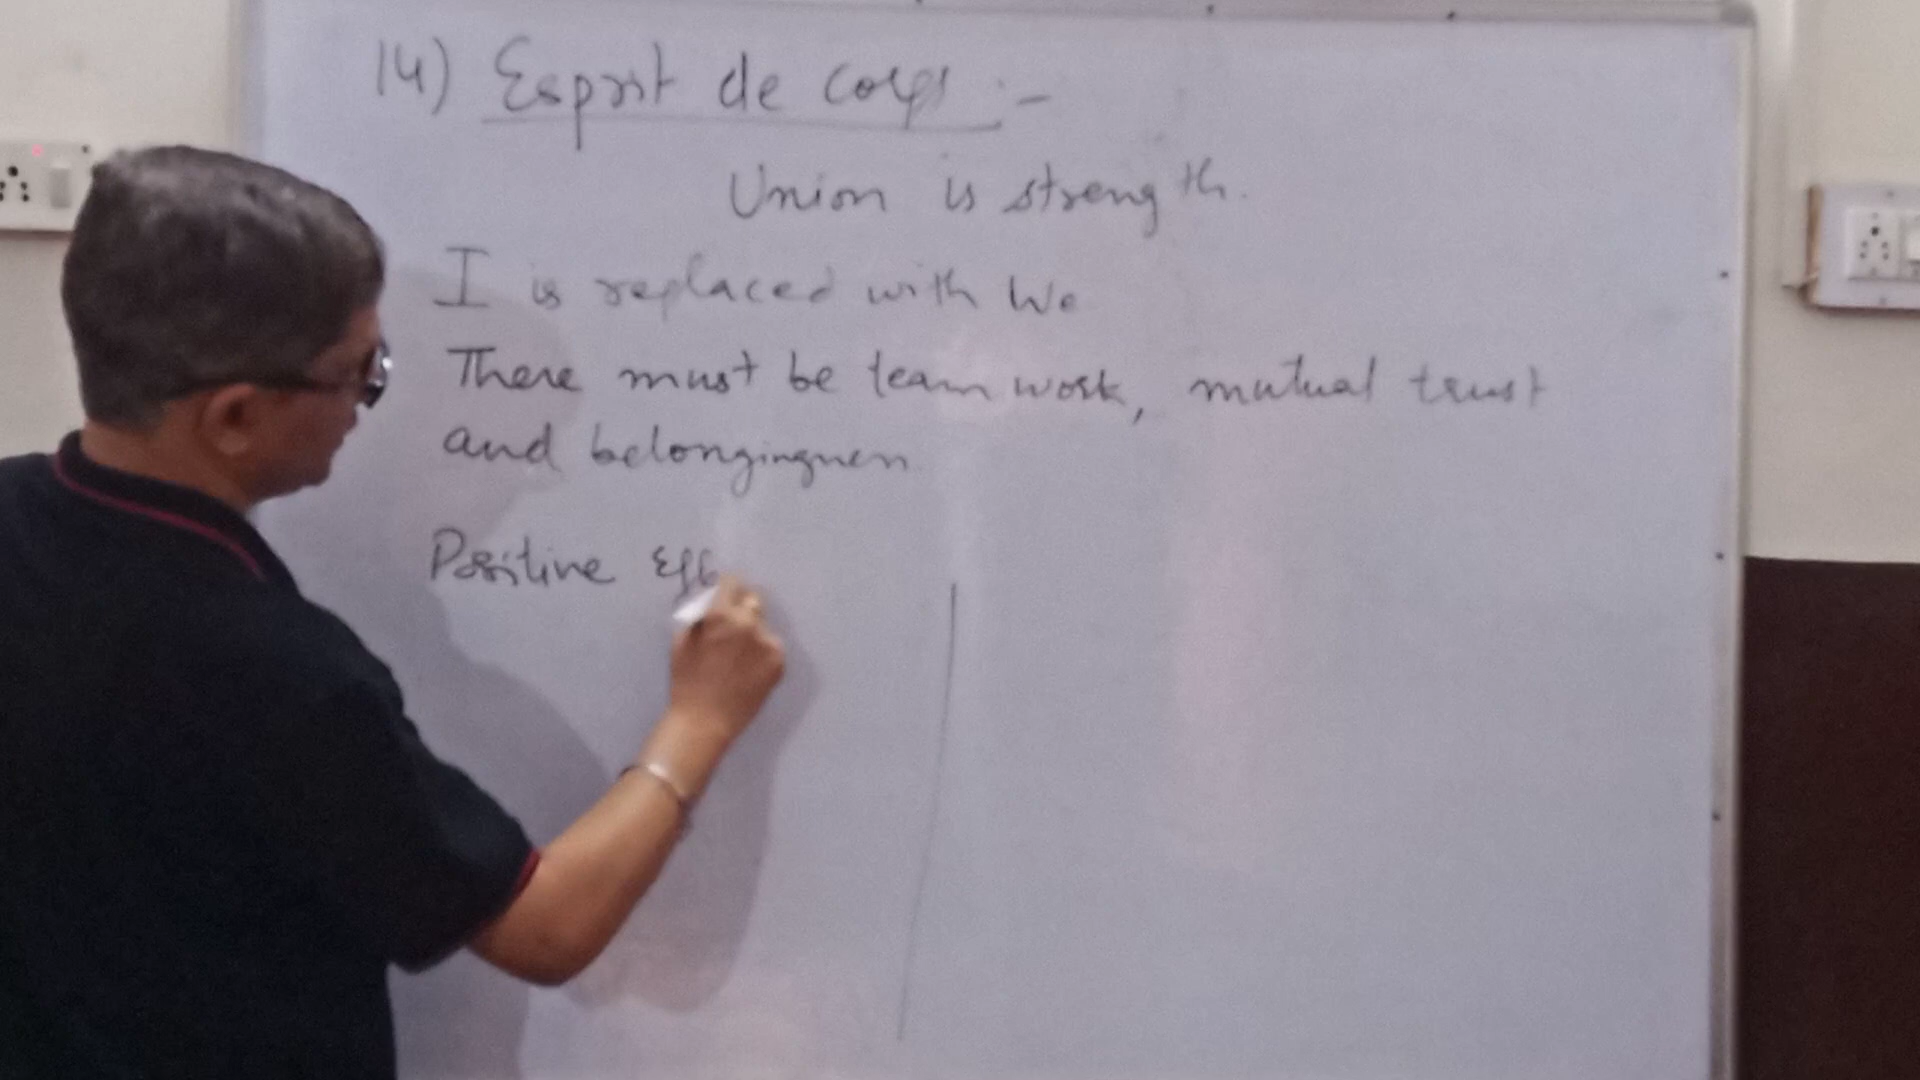 14) Esprit de corps :-
Union is strength.
I is replaced with We
There must be team work, mutual trust
and belongingness
Positive Eff